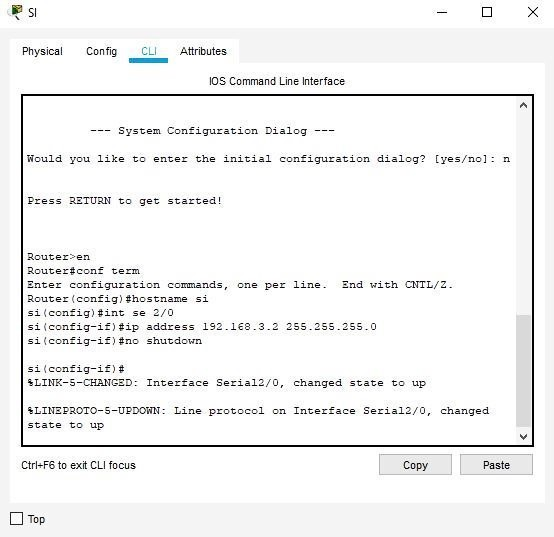 SI
Physical Config CLI Attributes
IOS Command Line Interface
--- System Configuration Dialog ---
Would you like to enter the initial configuration dialog? [yes/no]: n
Press RETURN to get started!
Router>en
Router#conf term
Enter configuration commands, one per line.  End with CNTL/Z.
Router(config)#hostname si
si(config)#int se 2/0
si(config-if)#ip address 192.168.3.2 255.255.255.0
si(config-if)#no shutdown
si(config-if)#
%LINK-5-CHANGED: Interface Serial2/0, changed state to up
%LINEPROTO-5-UPDOWN: Line protocol on Interface Serial2/0, changed
state to up
Ctrl+F6 to exit CLI focus
Copy Paste
Top